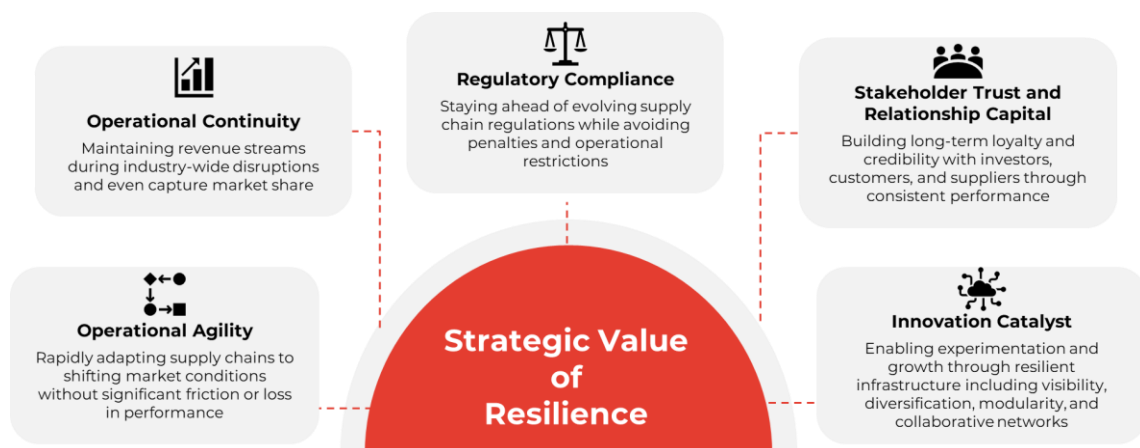 Operational Continuity
Maintaining revenue streams
during industry-wide disruptions
and even capture market share
Regulatory Compliance
Staying ahead of evolving supply
chain regulations while avoiding
penalties and operational
restrictions
Stakeholder Trust and
Relationship Capital
Building long-term loyalty and
credibility with investors,
customers, and suppliers through
consistent performance
Operational Agility
Rapidly adapting supply chains to
shifting market conditions
without significant friction or loss
in performance
Strategic Value
of
Resilience
Innovation Catalyst
Enabling experimentation and
growth through resilient
infrastructure including visibility,
diversification, modularity, and
collaborative networks